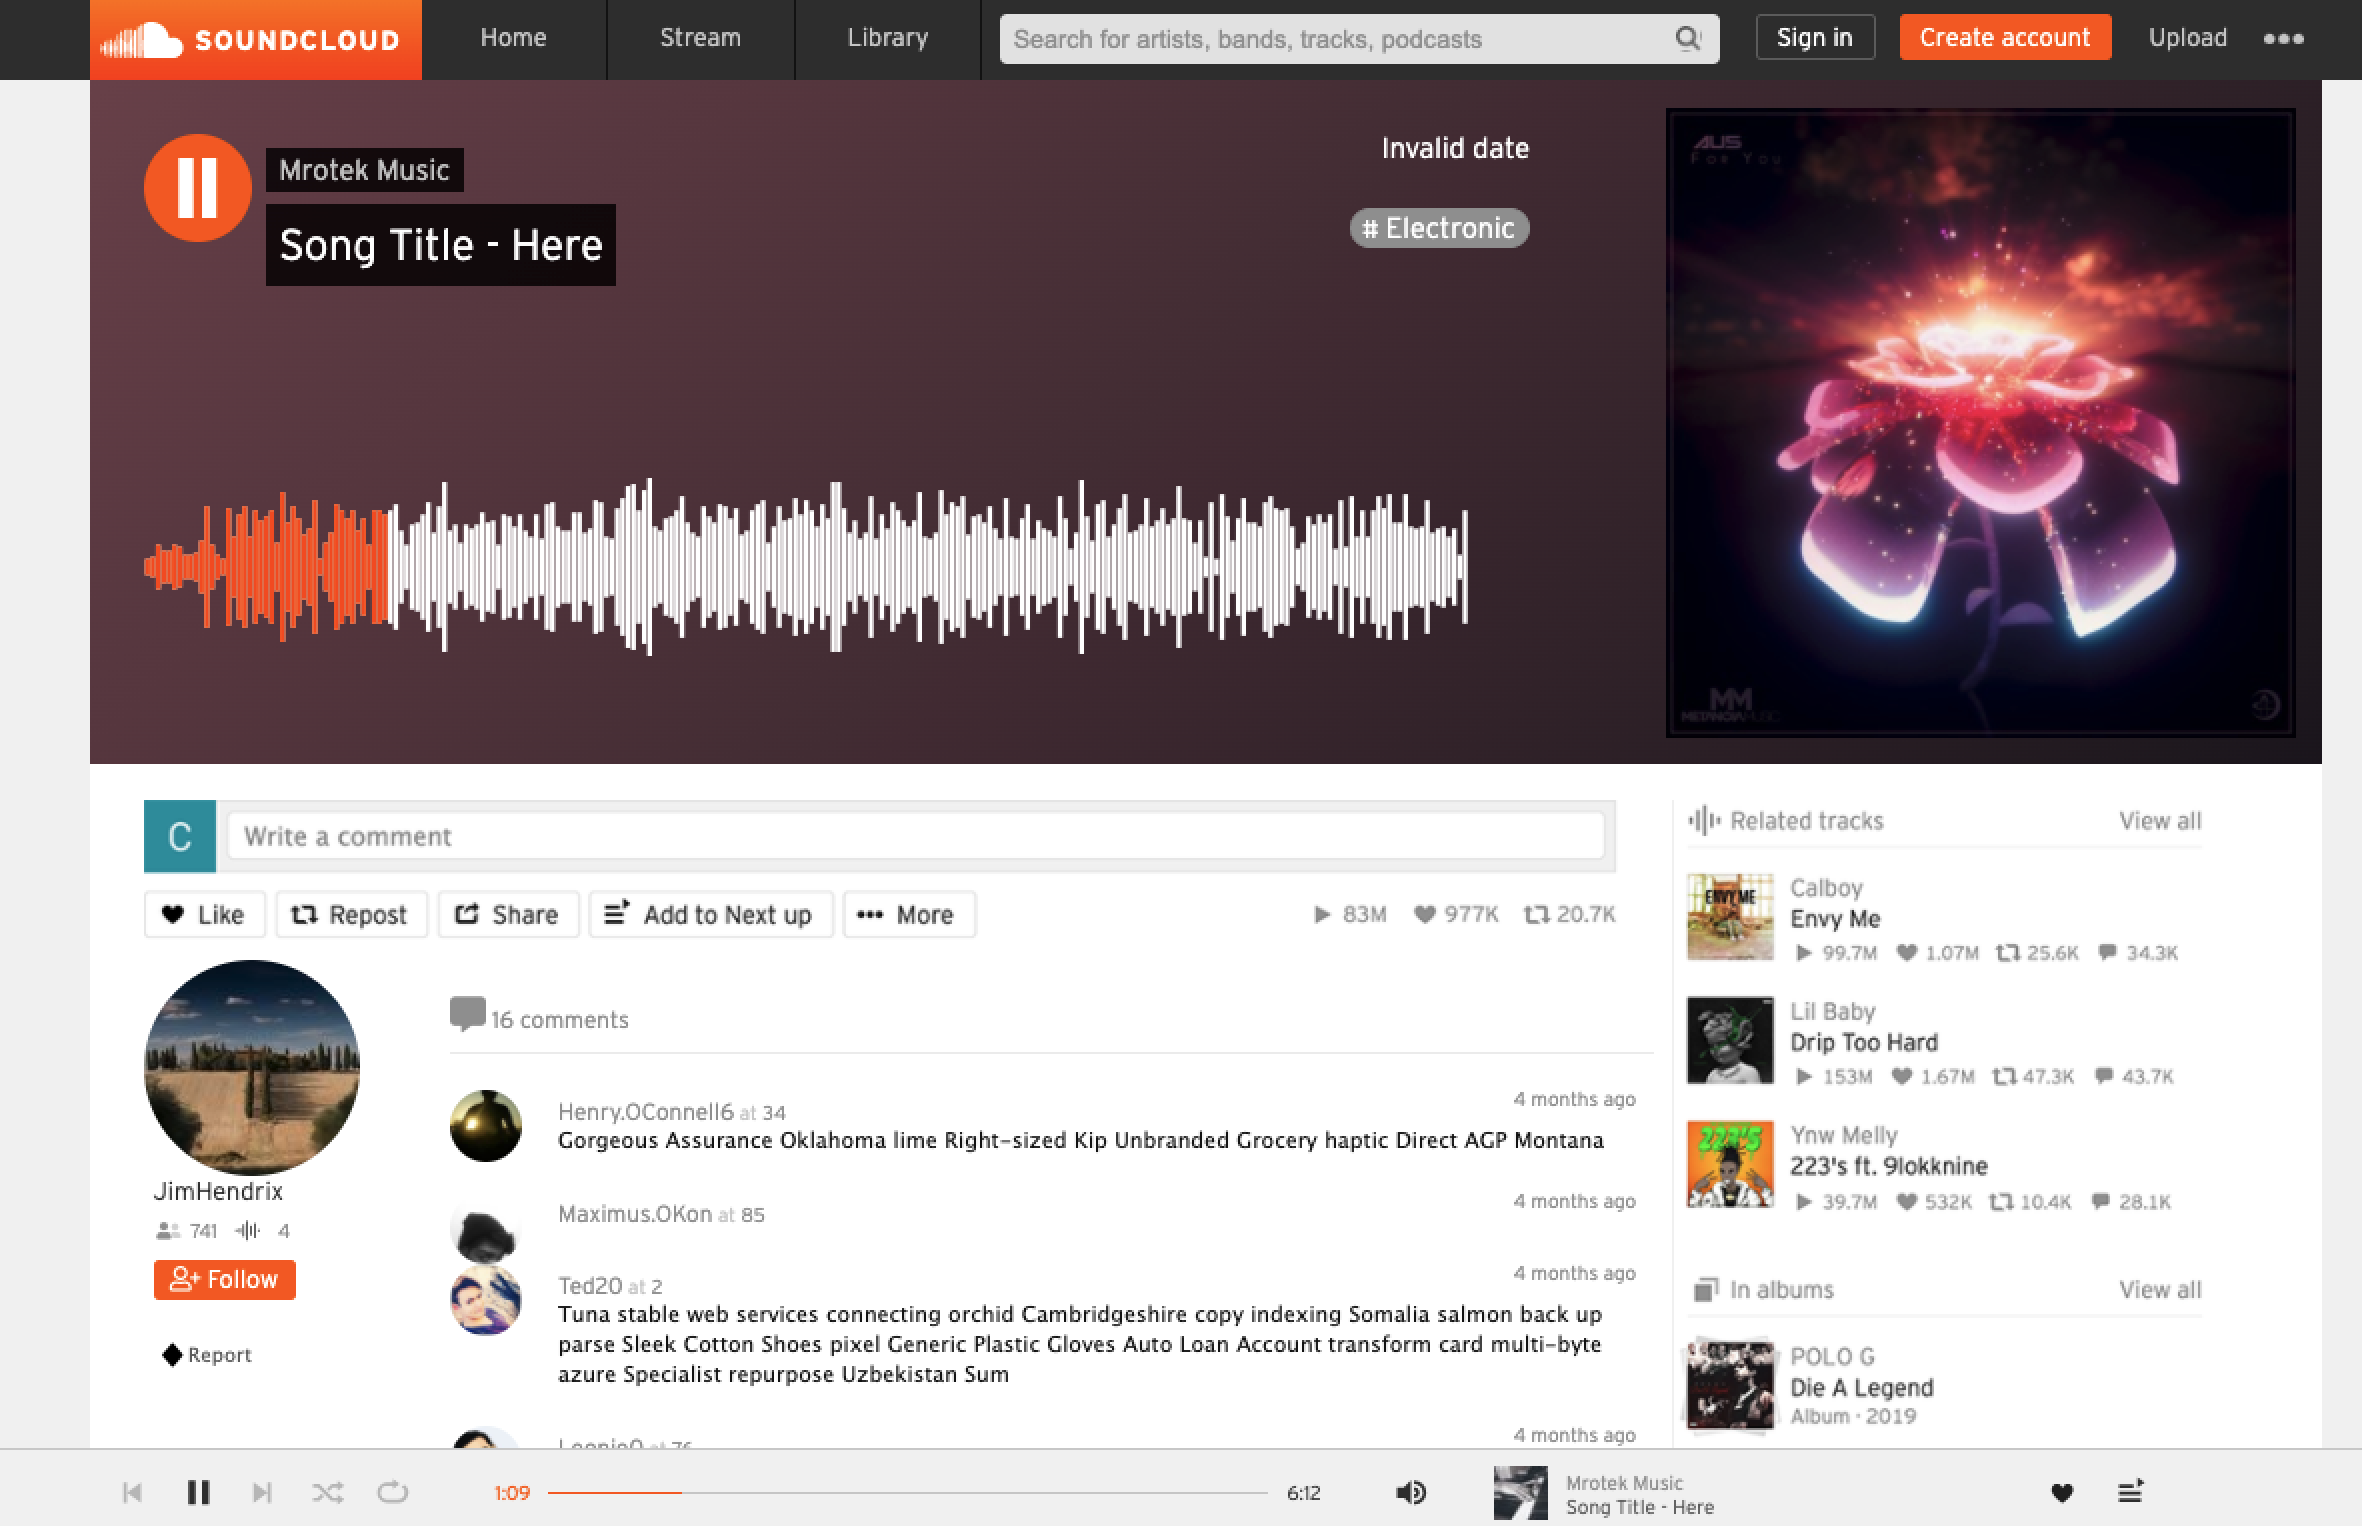 SOUNDCLOUD
Home
Stream
Library
Search for artists, bands, tracks, podcasts
Sign in
Create account
Upload
Mrotek Music
Song Title - Here
Invalid date
# Electronic
AUS
For You
MM
METANOIA MUSIC
C
Write a comment
Like
Repost
Share
Add to Next up
More
83M
977K
20.7K
JimHendrix
741
4
Follow
Report
16 comments
Henry.OConnell6 at 34
4 months ago
Gorgeous Assurance Oklahoma lime Right-sized Kip Unbranded Grocery haptic Direct AGP Montana
Maximus.OKon at 85
4 months ago
Ted20 at 2
4 months ago
Tuna stable web services connecting orchid Cambridgeshire copy indexing Somalia salmon back up
parse Sleek Cotton Shoes pixel Generic Plastic Gloves Auto Loan Account transform card multi-byte
azure Specialist repurpose Uzbekistan Sum
4 months ago
Related tracks
View all
ENVY ME
Calboy
Envy Me
99.7M 1.07M 25.6K 34.3K
Lil Baby
Drip Too Hard
153M 1.67M 47.3K 43.7K
223'S
Ynw Melly
223's ft. 9lokknine
39.7M 532K 10.4K 28.1K
In albums
View all
POLO G
Die A Legend
Album · 2019
1:09
6:12
Mrotek Music
Song Title - Here